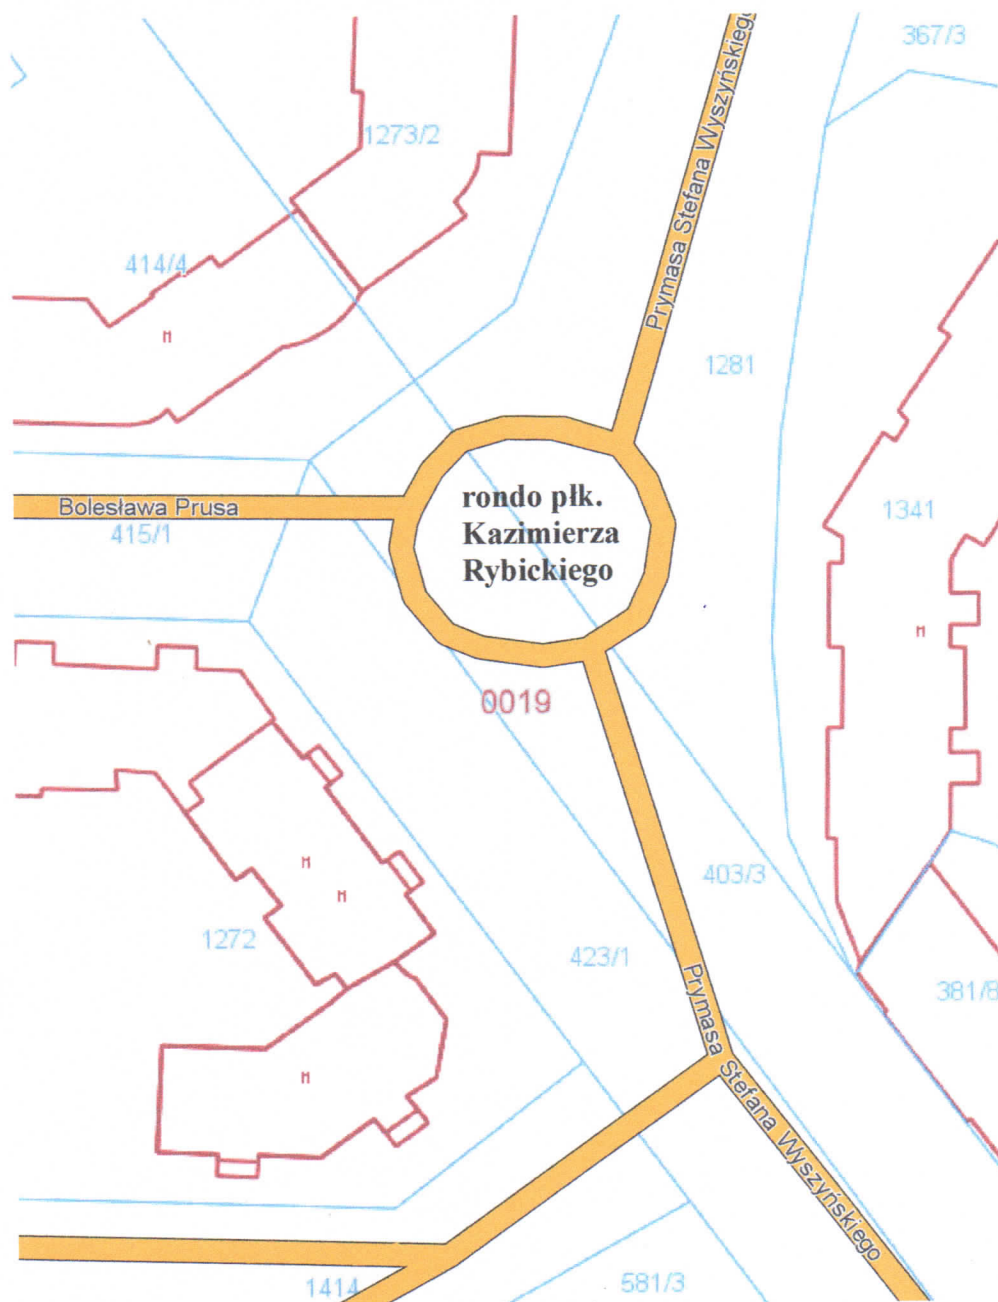 367/3
Prymasa Stefana Wyszyńskiego
1273/2
414/4
M
1281
rondo płk.
Kazimierza
Rybickiego
Bolesława Prusa
415/1
1341
M
0019
M
M
403/3
1272
423/1
381/8
Prymasa Stefana Wyszyńskiego
M
1414
581/3